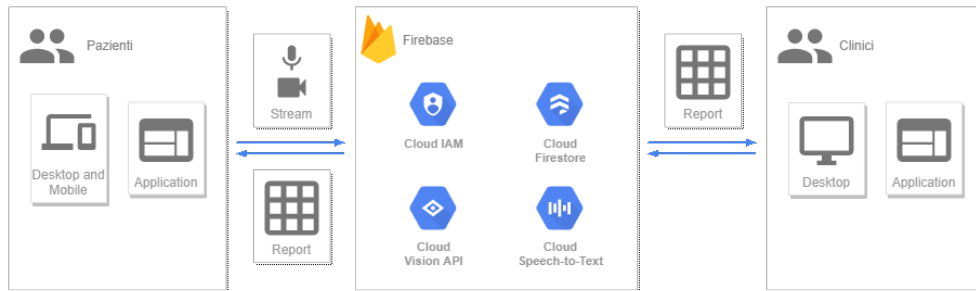 Pazienti
Desktop and
Mobile
Application
Stream
Report
Firebase
Cloud IAM
Cloud
Firestore
Cloud
Vision API
Cloud
Speech-to-Text
Report
Clinici
Desktop
Application